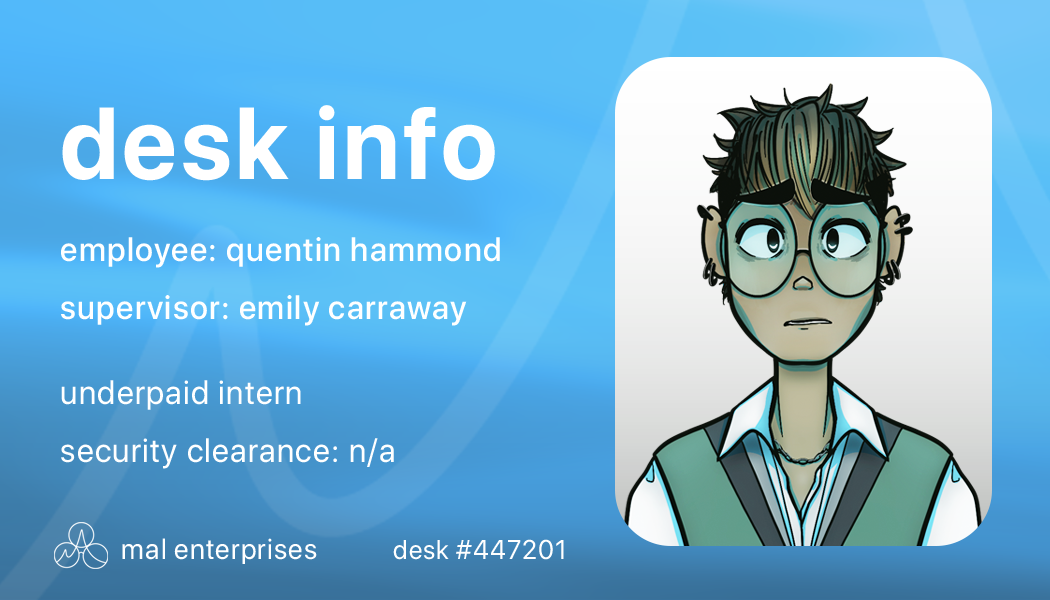 desk info
employee: quentin hammond
supervisor: emily carraway
underpaid intern
security clearance: n/a
mal enterprises
desk #447201